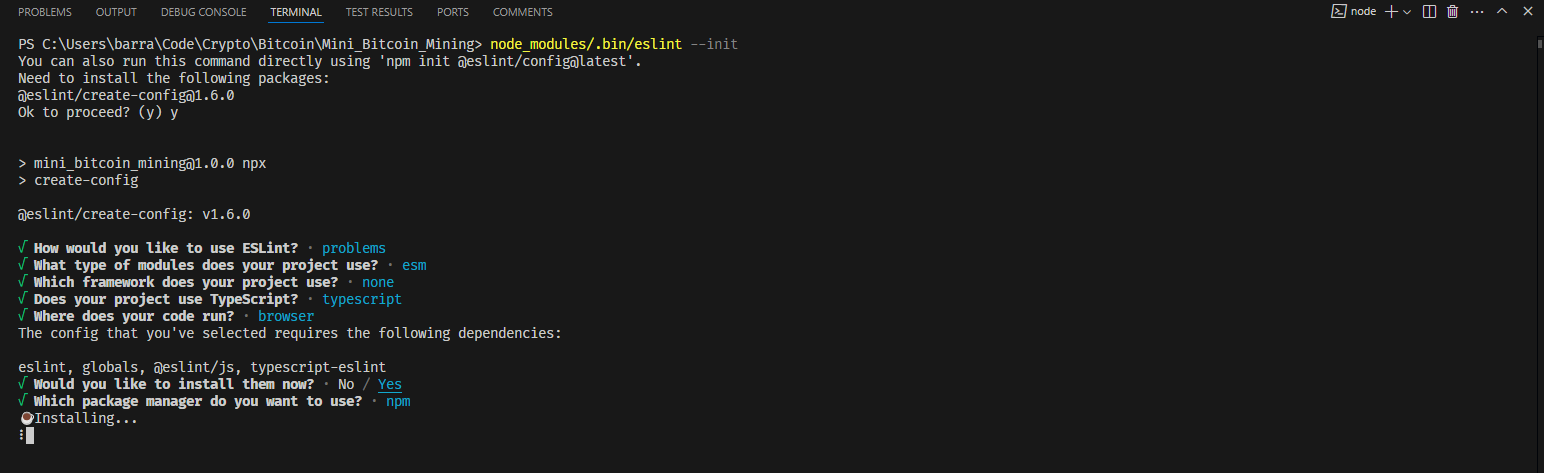 PROBLEMS OUTPUT DEBUG CONSOLE TERMINAL TEST RESULTS PORTS COMMENTS node
PS C:\Users\barra\Code\Crypto\Bitcoin\Mini_Bitcoin_Mining> node_modules/.bin/eslint --init
You can also run this command directly using 'npm init @eslint/config@latest'.
Need to install the following packages:
@eslint/create-config@1.6.0
Ok to proceed? (y) y
> mini_bitcoin_mining@1.0.0 npx
> create-config
@eslint/create-config: v1.6.0
√ How would you like to use ESLint? · problems
√ What type of modules does your project use? · esm
√ Which framework does your project use? · none
√ Does your project use TypeScript? · typescript
√ Where does your code run? · browser
The config that you've selected requires the following dependencies:
eslint, globals, @eslint/js, typescript-eslint
√ Would you like to install them now? · No / Yes
√ Which package manager do you want to use? · npm
☕Installing...